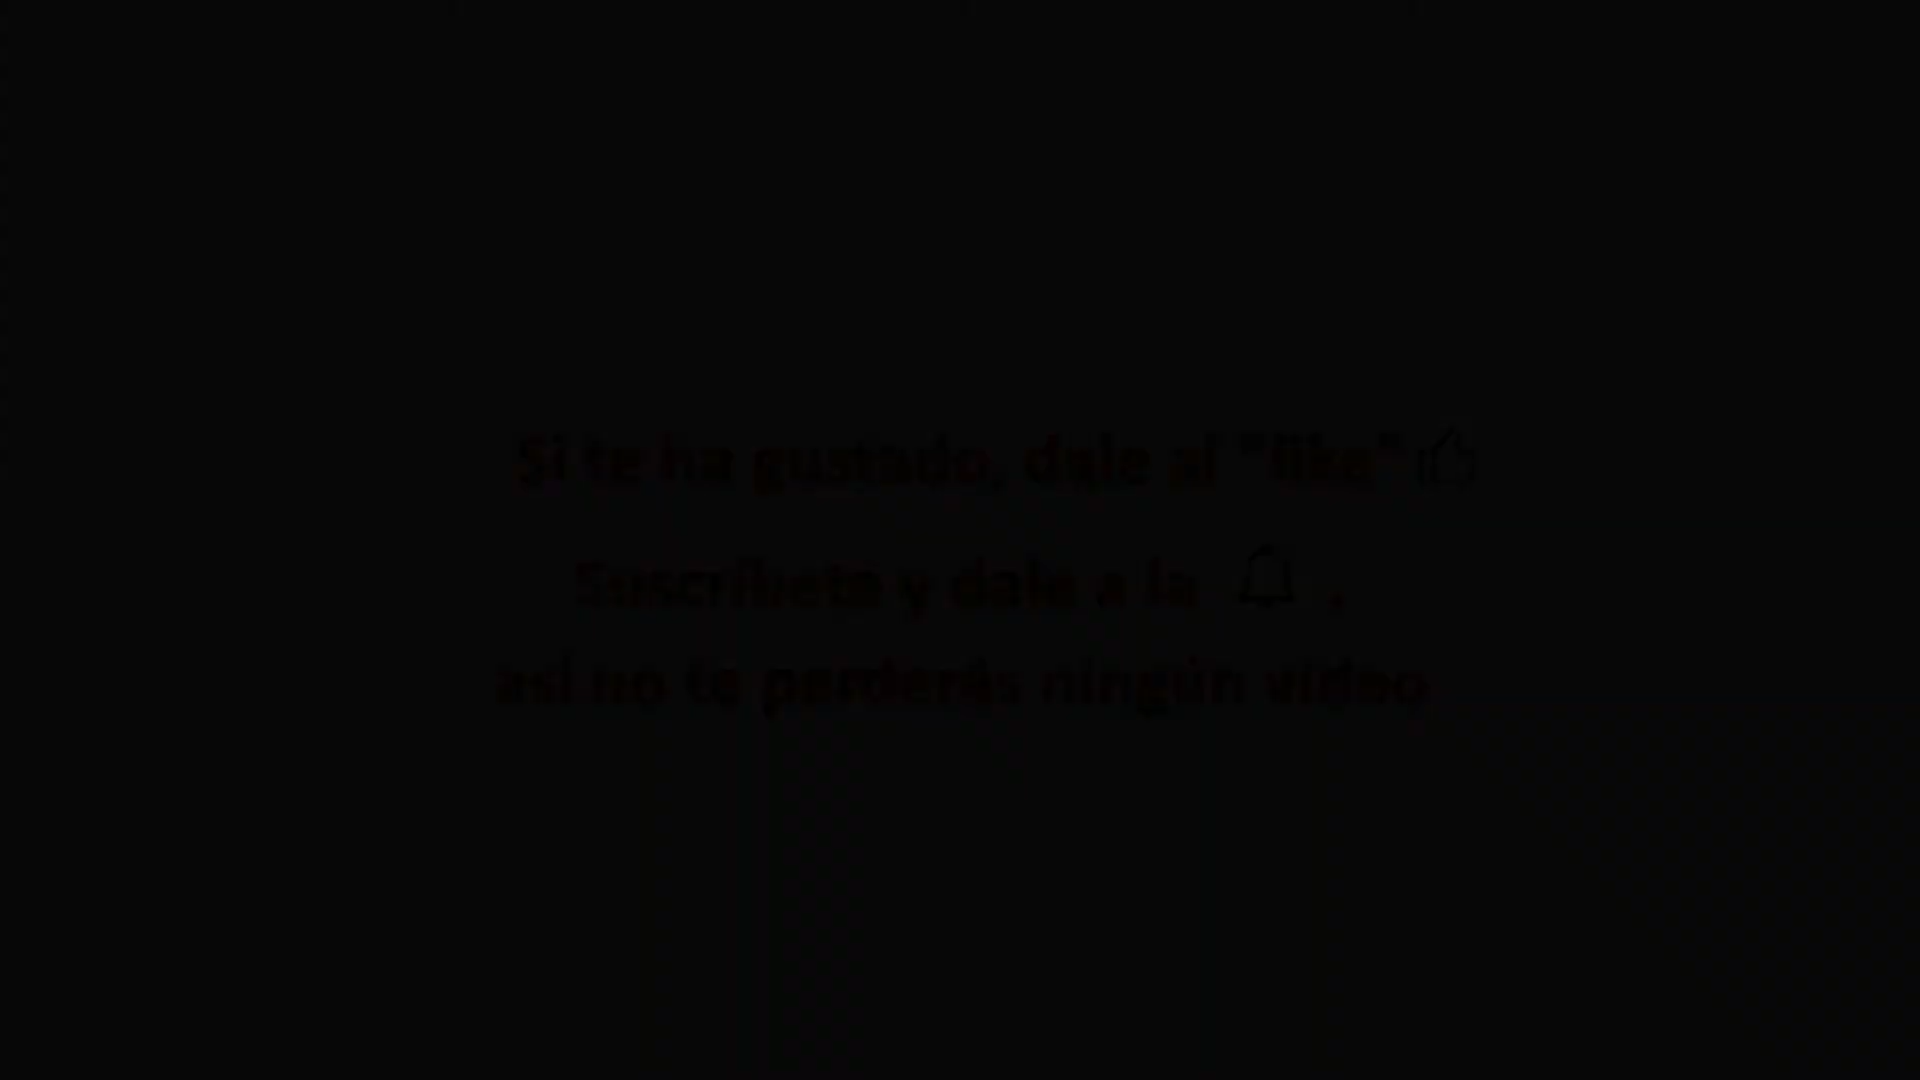 Si te ha gustado, dale al "like"
Suscríbete y dale a la ,
así no te perderás ningún video